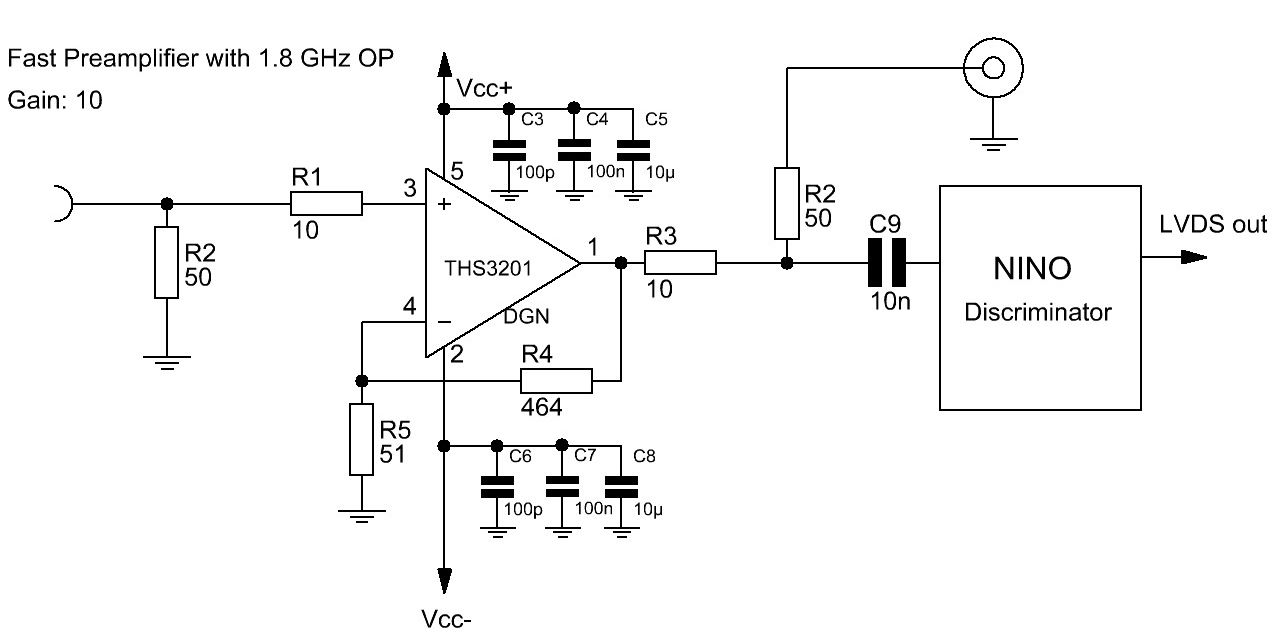 Fast Preamplifier with 1.8 GHz OP
Gain: 10
Vcc+
C3
C4
C5
100p
100n
10µ
R1
10
R2
50
3
+
5
THS3201
DGN
4
−
2
1
R3
10
R2
50
C9
10n
NINO
Discriminator
LVDS out
R4
464
R5
51
C6
C7
C8
100p
100n
10µ
Vcc-